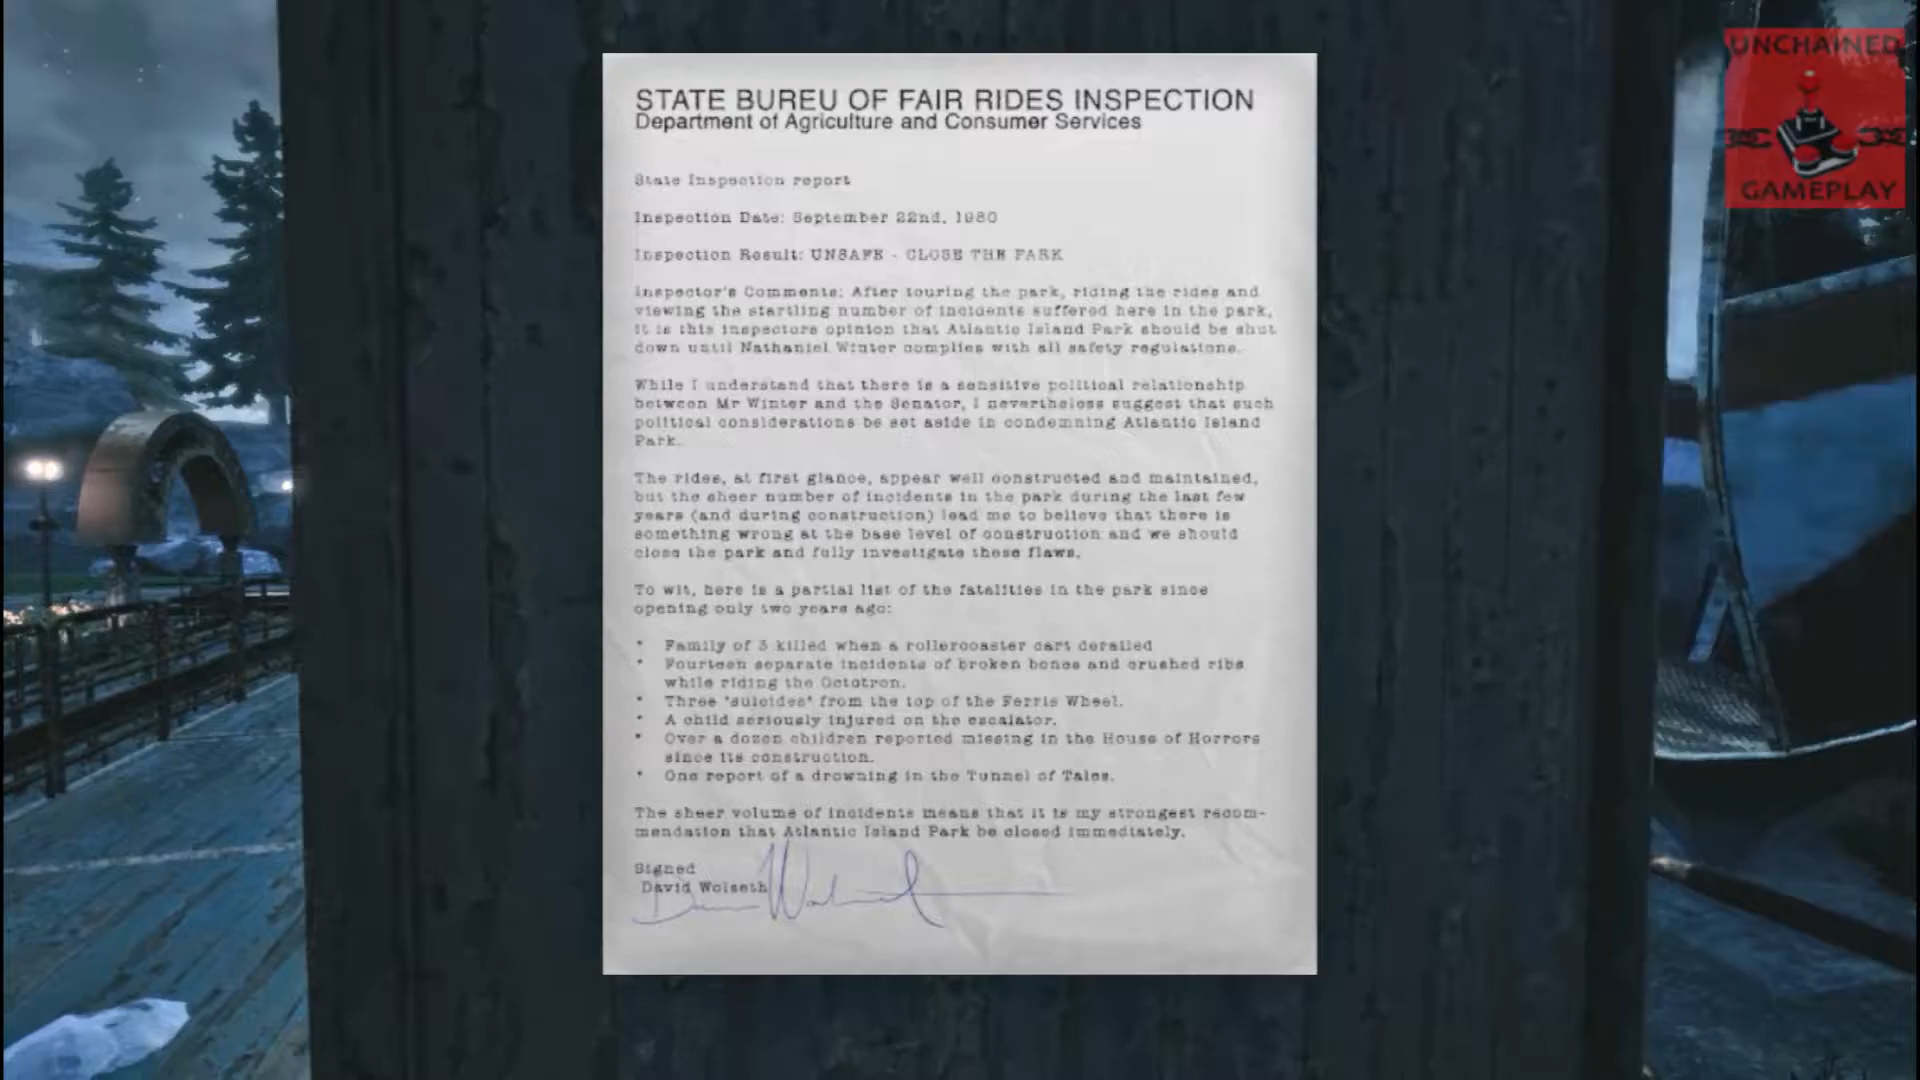 STATE BUREU OF FAIR RIDES INSPECTION
Department of Agriculture and Consumer Services
State Inspection report
Inspection Date: September 22nd, 1980
Inspection Result: UNSAFE - CLOSE THE PARK
Inspector's Comments: After touring the park, riding the rides and
viewing the startling number of incidents suffered here in the park,
it is this inspectors opinion that Atlantic Island Park should be shut
down until Nathaniel Winter complies with all safety regulations.
While I understand that there is a sensitive political relationship
between Mr Winter and the Senator, I nevertheless suggest that such
political considerations be set aside in condemning Atlantic Island
Park.
The rides, at first glance, appear well constructed and maintained,
but the sheer number of incidents in the park during the last few
years (and during construction) lead me to believe that there is
something wrong at the base level of construction and we should
close the park and fully investigate these flaws.
To wit, here is a partial list of the fatalities in the park since
opening only two years ago:
* Family of 3 killed when a rollercoaster cart derailed
* Fourteen separate incidents of broken bones and crushed ribs
while riding the Octotron.
* Three 'suicides' from the top of the Ferris Wheel.
* A child seriously injured on the escalator.
* Over a dozen children reported missing in the House of Horrors
since its construction.
* One report of a drowning in the Tunnel of Tales.
The sheer volume of incidents means that it is my strongest recom-
mendation that Atlantic Island Park be closed immediately.
Signed
David Wolseth
UNCHAINED
GAMEPLAY